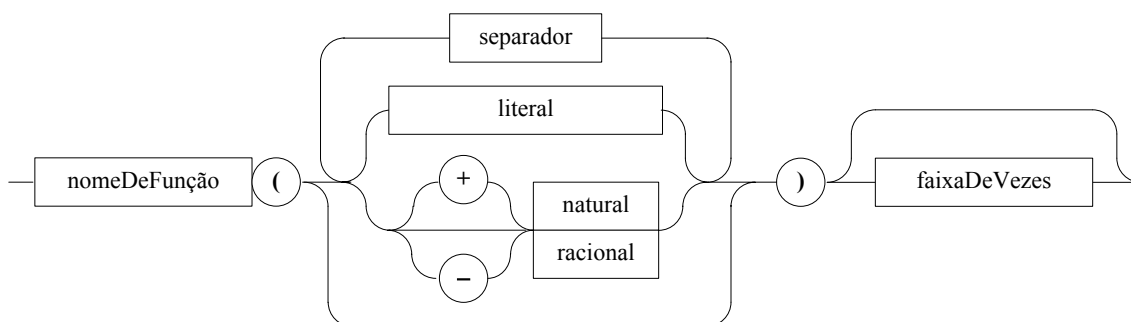 separador
literal
nomeDeFunção ( + natural ) faixaDeVezes
racional
−